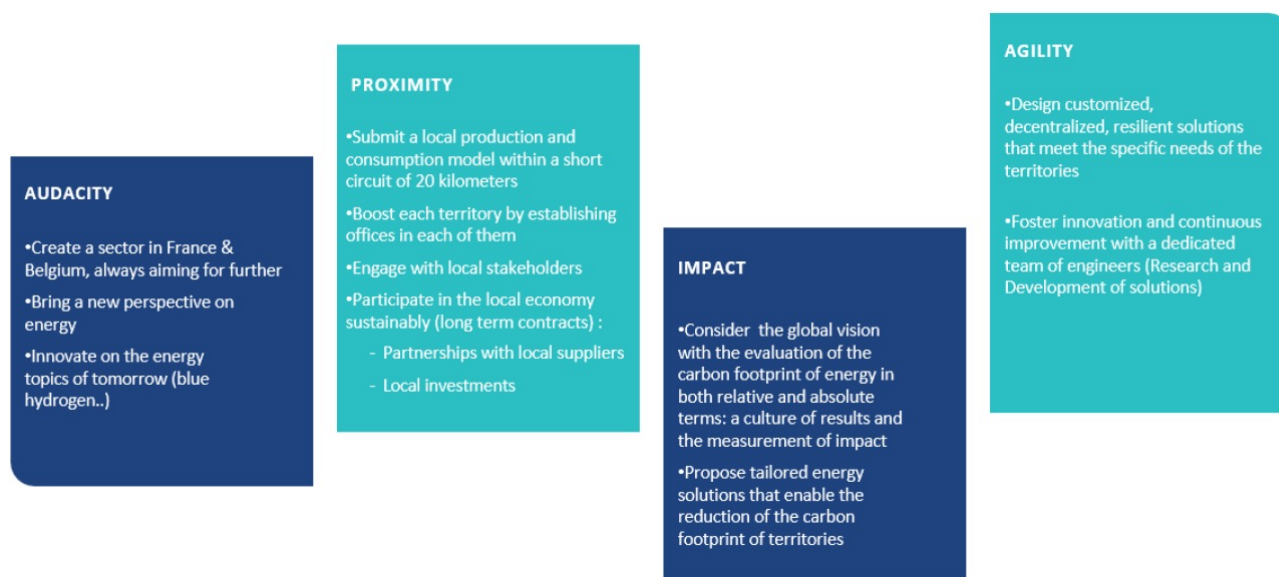 AUDACITY
•Create a sector in France &
Belgium, always aiming for further
•Bring a new perspective on
energy
•Innovate on the energy
topics of tomorrow (blue
hydrogen..)
PROXIMITY
•Submit a local production and
consumption model within a short
circuit of 20 kilometers
•Boost each territory by establishing
offices in each of them
•Engage with local stakeholders
•Participate in the local economy
sustainably (long term contracts) :
- Partnerships with local suppliers
- Local investments
IMPACT
•Consider the global vision
with the evaluation of the
carbon footprint of energy in
both relative and absolute
terms: a culture of results and
the measurement of impact
•Propose tailored energy
solutions that enable the
reduction of the carbon
footprint of territories
AGILITY
•Design customized,
decentralized, resilient solutions
that meet the specific needs of the
territories
•Foster innovation and continuous
improvement with a dedicated
team of engineers (Research and
Development of solutions)